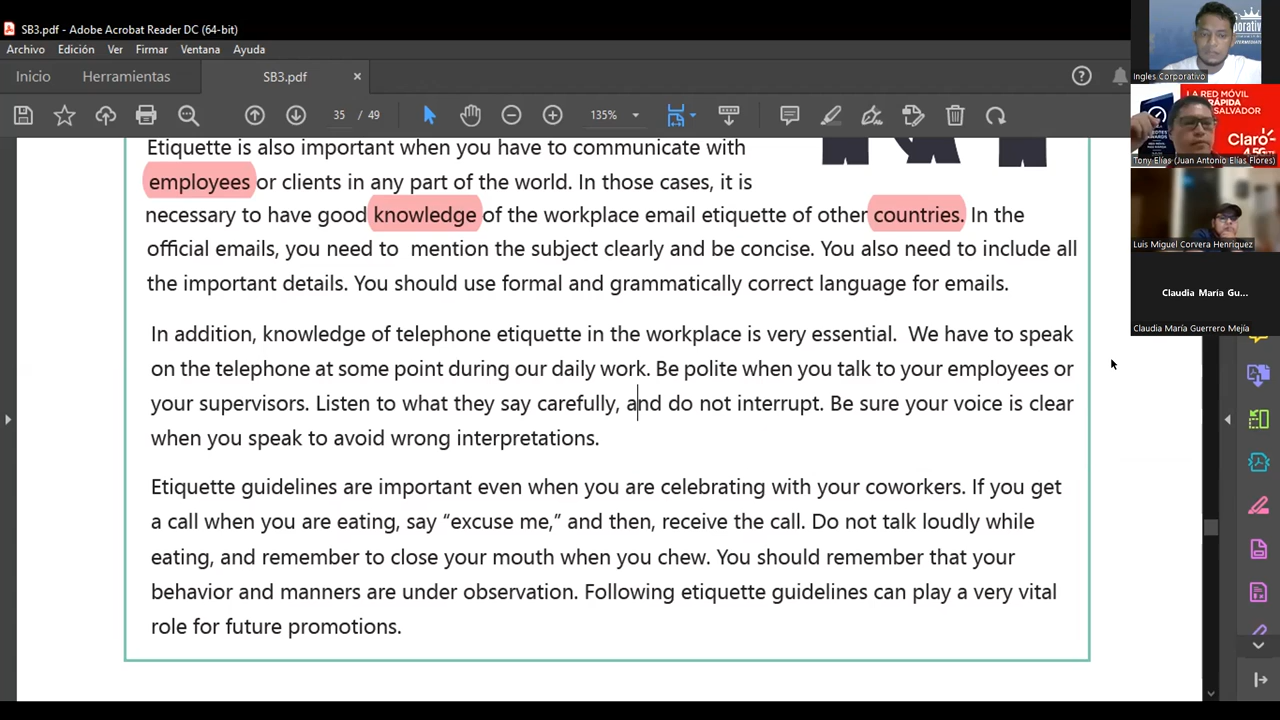 SB3.pdf - Adobe Acrobat Reader DC (64-bit)
Archivo Edición Ver Firmar Ventana Ayuda
Inicio Herramientas SB3.pdf ×
35 / 49 135%
Etiquette is also important when you have to communicate with
employees or clients in any part of the world. In those cases, it is
necessary to have good knowledge of the workplace email etiquette of other countries. In the
official emails, you need to mention the subject clearly and be concise. You also need to include all
the important details. You should use formal and grammatically correct language for emails.
In addition, knowledge of telephone etiquette in the workplace is very essential. We have to speak
on the telephone at some point during our daily work. Be polite when you talk to your employees or
your supervisors. Listen to what they say carefully, and do not interrupt. Be sure your voice is clear
when you speak to avoid wrong interpretations.
Etiquette guidelines are important even when you are celebrating with your coworkers. If you get
a call when you are eating, say “excuse me,” and then, receive the call. Do not talk loudly while
eating, and remember to close your mouth when you chew. You should remember that your
behavior and manners are under observation. Following etiquette guidelines can play a very vital
role for future promotions.
Ingles Corporativo
LA RED MÓVIL
RÁPIDA
SALVADOR
Claro
4.5G
Tony Elías (Juan Antonio Elías Flores)
Luis Miguel Corvera Henriquez
Claudia María Gu...
Claudia María Guerrero Mejía